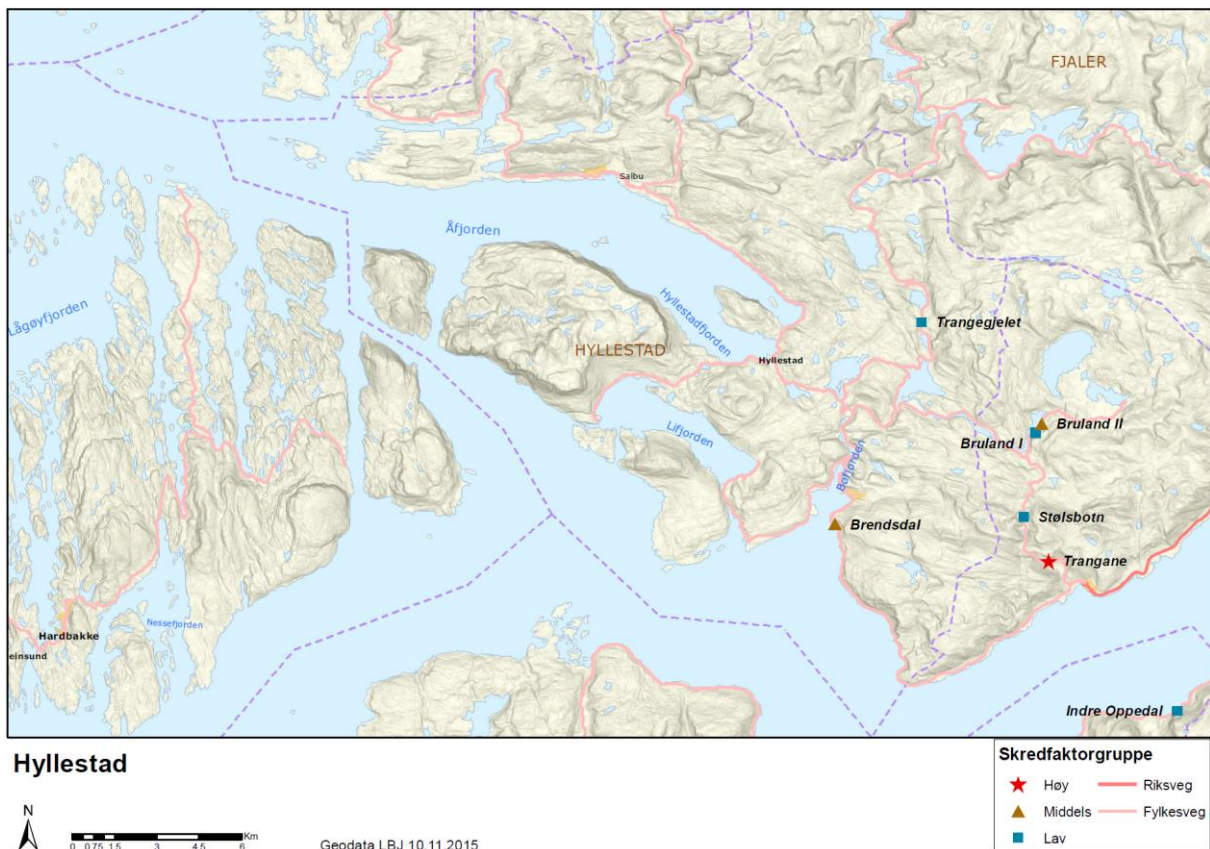 FJALER
Salbu
Åfjorden
Lågøyfjorden
Hyllestadfjorden
Trangegjelet
HYLLESTAD
Hyllestad
Lifjorden
Bruland II
Bruland I
Bøfjorden
Stølsbotn
Brendsdal
Trangane
Nessefjorden
Hardbakke
einsund
Indre Oppedal
Hyllestad
Skredfaktorgruppe
Høy
Riksveg
Middels
Fylkesveg
Lav
N
Km
0 0.75 1.5 3 4.5 6
Geodata LBJ 10.11.2015